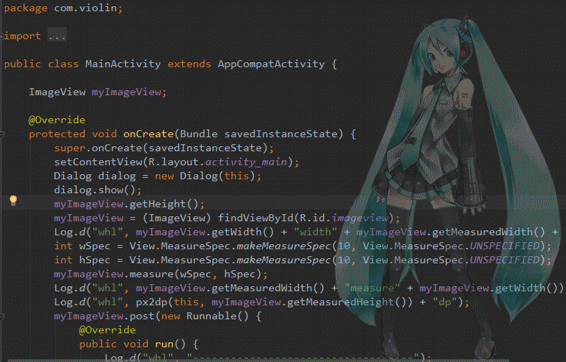 package com.violin;
import ...
public class MainActivity extends AppCompatActivity {
ImageView myImageView;
@Override
protected void onCreate(Bundle savedInstanceState) {
super.onCreate(savedInstanceState);
setContentView(R.layout.activity_main);
Dialog dialog = new Dialog(this);
dialog.show();
myImageView.getHeight();
myImageView = (ImageView) findViewById(R.id.imageview);
Log.d("whl", myImageView.getWidth() + "width" + myImageView.getMeasuredWidth() +
int wSpec = View.MeasureSpec.makeMeasureSpec(10, View.MeasureSpec.UNSPECIFIED);
int hSpec = View.MeasureSpec.makeMeasureSpec(10, View.MeasureSpec.UNSPECIFIED);
myImageView.measure(wSpec, hSpec);
Log.d("whl", myImageView.getMeasuredWidth() + "measure" + myImageView.getWidth())
Log.d("whl", px2dp(this, myImageView.getMeasuredHeight()) + "dp");
myImageView.post(new Runnable() {
@Override
public void run() {
Log.d("whl", "---------------------------------");